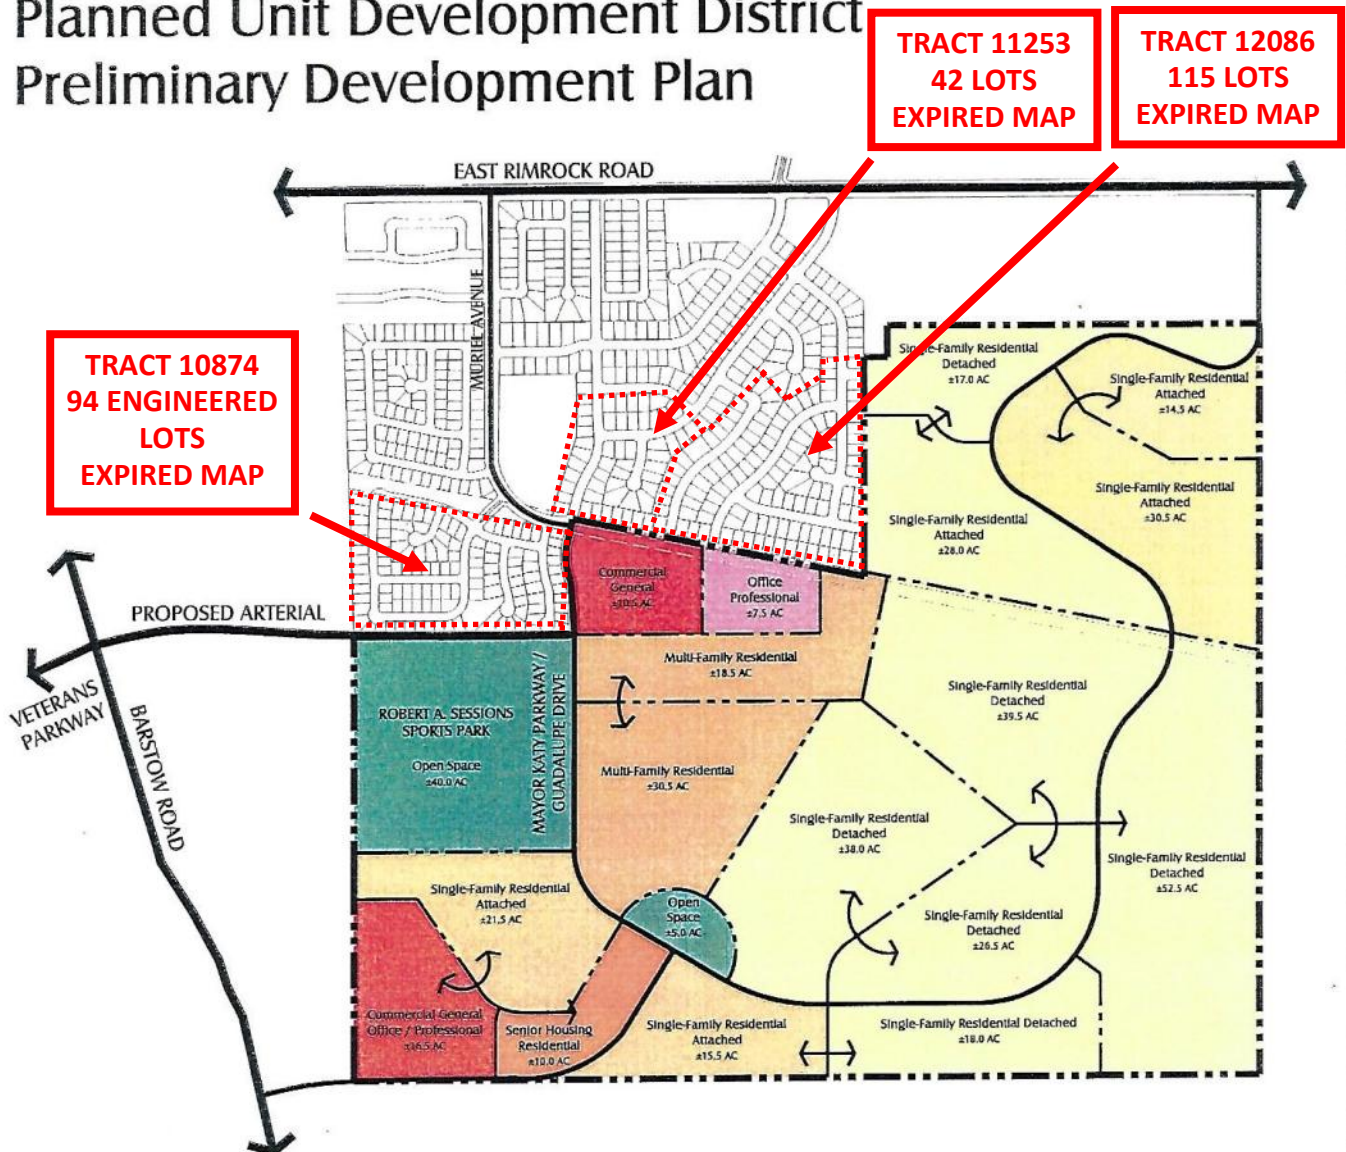 Planned Unit Development District
Preliminary Development Plan
TRACT 11253
42 LOTS
EXPIRED MAP
TRACT 12086
115 LOTS
EXPIRED MAP
EAST RIMROCK ROAD
MURIEL AVENUE
TRACT 10874
94 ENGINEERED
LOTS
EXPIRED MAP
Single-Family Residential
Detached
±17.0 AC
Single-Family Residential
Attached
±14.5 AC
Single-Family Residential
Attached
±30.5 AC
Single-Family Residential
Attached
±28.0 AC
Commercial
General
±10.5 AC
Office
Professional
±7.5 AC
PROPOSED ARTERIAL
VETERANS
PARKWAY
BARSTOW ROAD
Multi-Family Residential
±18.5 AC
Single-Family Residential
Detached
±39.5 AC
ROBERT A. SESSIONS
SPORTS PARK
Open Space
±40.0 AC
MAYOR KATY PARKWAY //
GUADALUPE DRIVE
Multi-Family Residential
±30.5 AC
Single-Family Residential
Detached
±38.0 AC
Single-Family Residential
Detached
±52.5 AC
Single-Family Residential
Attached
±21.5 AC
Open
Space
±5.0 AC
Single-Family Residential
Detached
±26.5 AC
Commercial General
Office / Professional
±16.5 AC
Senior Housing
Residential
±10.0 AC
Single-Family Residential
Attached
±15.5 AC
Single-Family Residential Detached
±18.0 AC